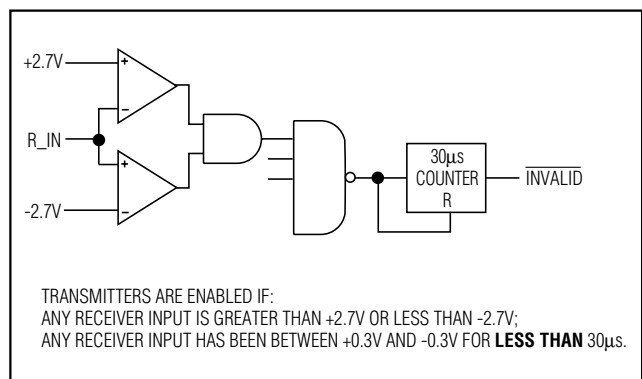 +2.7V
R_IN
-2.7V
+
−
+
−
30μs
COUNTER
R
INVALID
TRANSMITTERS ARE ENABLED IF:
ANY RECEIVER INPUT IS GREATER THAN +2.7V OR LESS THAN -2.7V;
ANY RECEIVER INPUT HAS BEEN BETWEEN +0.3V AND -0.3V FOR LESS THAN 30μs.